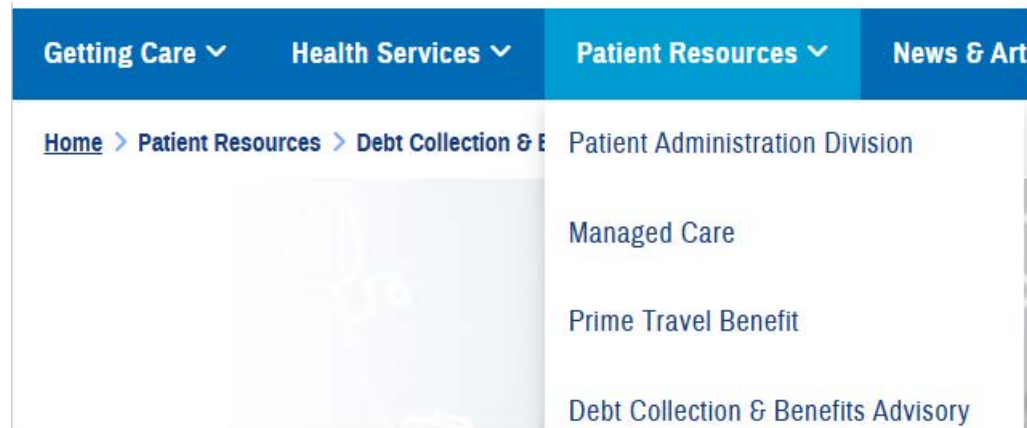 Getting Care
Health Services
Patient Resources
News & Art
Home > Patient Resources > Debt Collection &
Patient Administration Division
Managed Care
Prime Travel Benefit
Debt Collection & Benefits Advisory